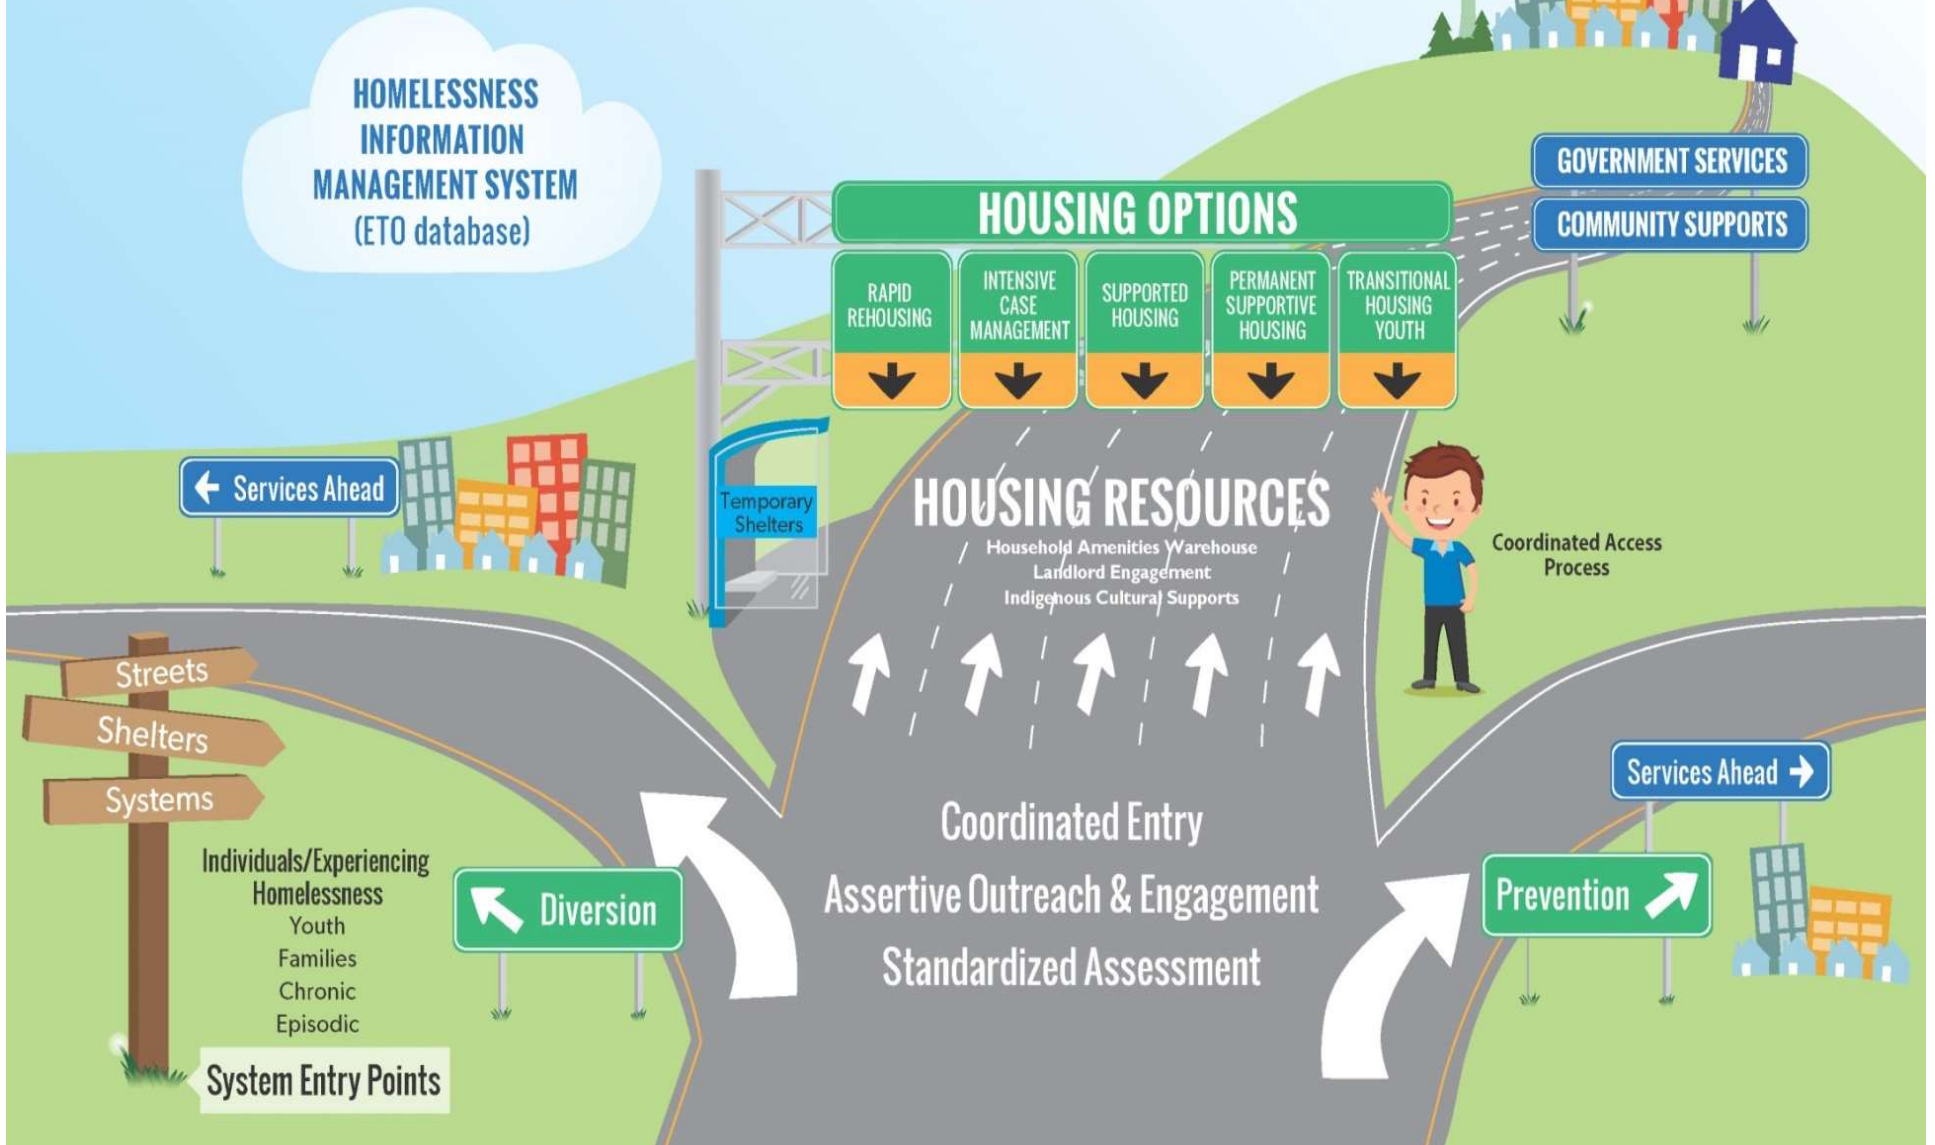 HOMELESSNESS
INFORMATION
MANAGEMENT SYSTEM
(ETO database)
GOVERNMENT SERVICES
COMMUNITY SUPPORTS
HOUSING OPTIONS
RAPID
REHOUSING
INTENSIVE
CASE
MANAGEMENT
SUPPORTED
HOUSING
PERMANENT
SUPPORTIVE
HOUSING
TRANSITIONAL
HOUSING
YOUTH
Services Ahead
Temporary
Shelters
HOUSING RESOURCES
Household Amenities Warehouse
Landlord Engagement
Indigenous Cultural Supports
Coordinated Access
Process
Streets
Shelters
Systems
Individuals/Experiencing
Homelessness
Youth
Families
Chronic
Episodic
System Entry Points
Diversion
Coordinated Entry
Assertive Outreach & Engagement
Standardized Assessment
Services Ahead
Prevention